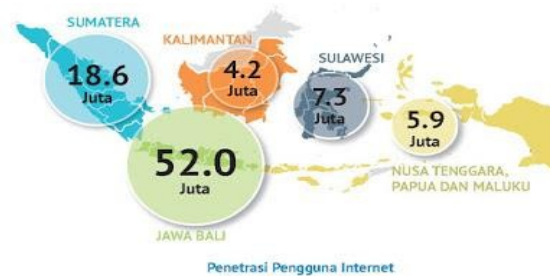 SUMATERA
18.6
Juta
KALIMANTAN
4.2
Juta
SULAWESI
7.3
Juta
5.9
Juta
52.0
Juta
NUSA TENGGARA,
PAPUA DAN MALUKU
JAWA BALI
Penetrasi Pengguna Internet